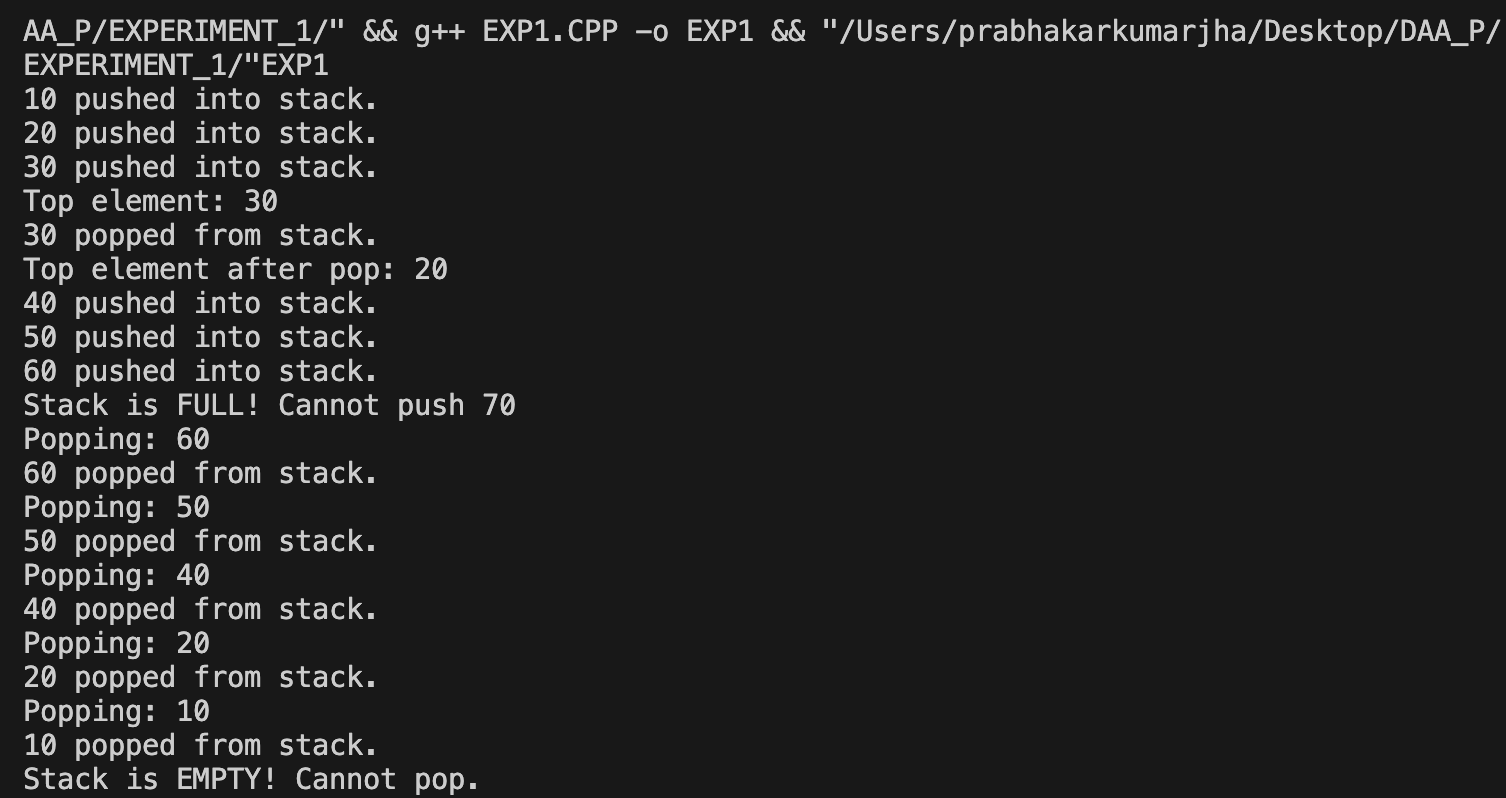 AA_P/EXPERIMENT_1/" && g++ EXP1.CPP -o EXP1 && "/Users/prabhakarkumarjha/Desktop/DAA_P/
EXPERIMENT_1/"EXP1
10 pushed into stack.
20 pushed into stack.
30 pushed into stack.
Top element: 30
30 popped from stack.
Top element after pop: 20
40 pushed into stack.
50 pushed into stack.
60 pushed into stack.
Stack is FULL! Cannot push 70
Popping: 60
60 popped from stack.
Popping: 50
50 popped from stack.
Popping: 40
40 popped from stack.
Popping: 20
20 popped from stack.
Popping: 10
10 popped from stack.
Stack is EMPTY! Cannot pop.